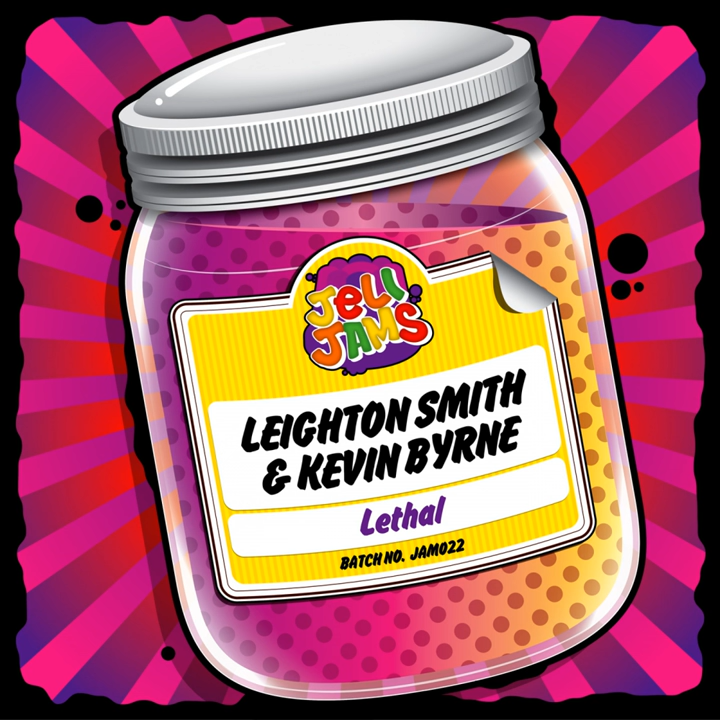 JELLI
JAMS
LEIGHTON SMITH
& KEVIN BYRNE
Lethal
BATCH NO. JAM022